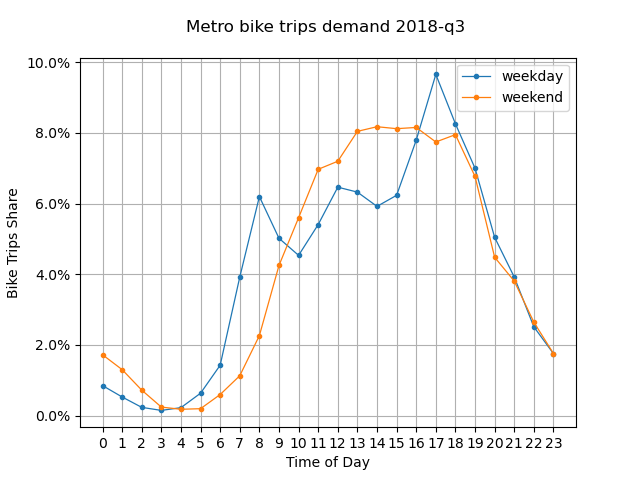 Metro bike trips demand 2018-q3
10.0%
8.0%
6.0%
4.0%
2.0%
0.0%
Bike Trips Share
weekday
weekend
0 1 2 3 4 5 6 7 8 9 10 11 12 13 14 15 16 17 18 19 20 21 22 23
Time of Day